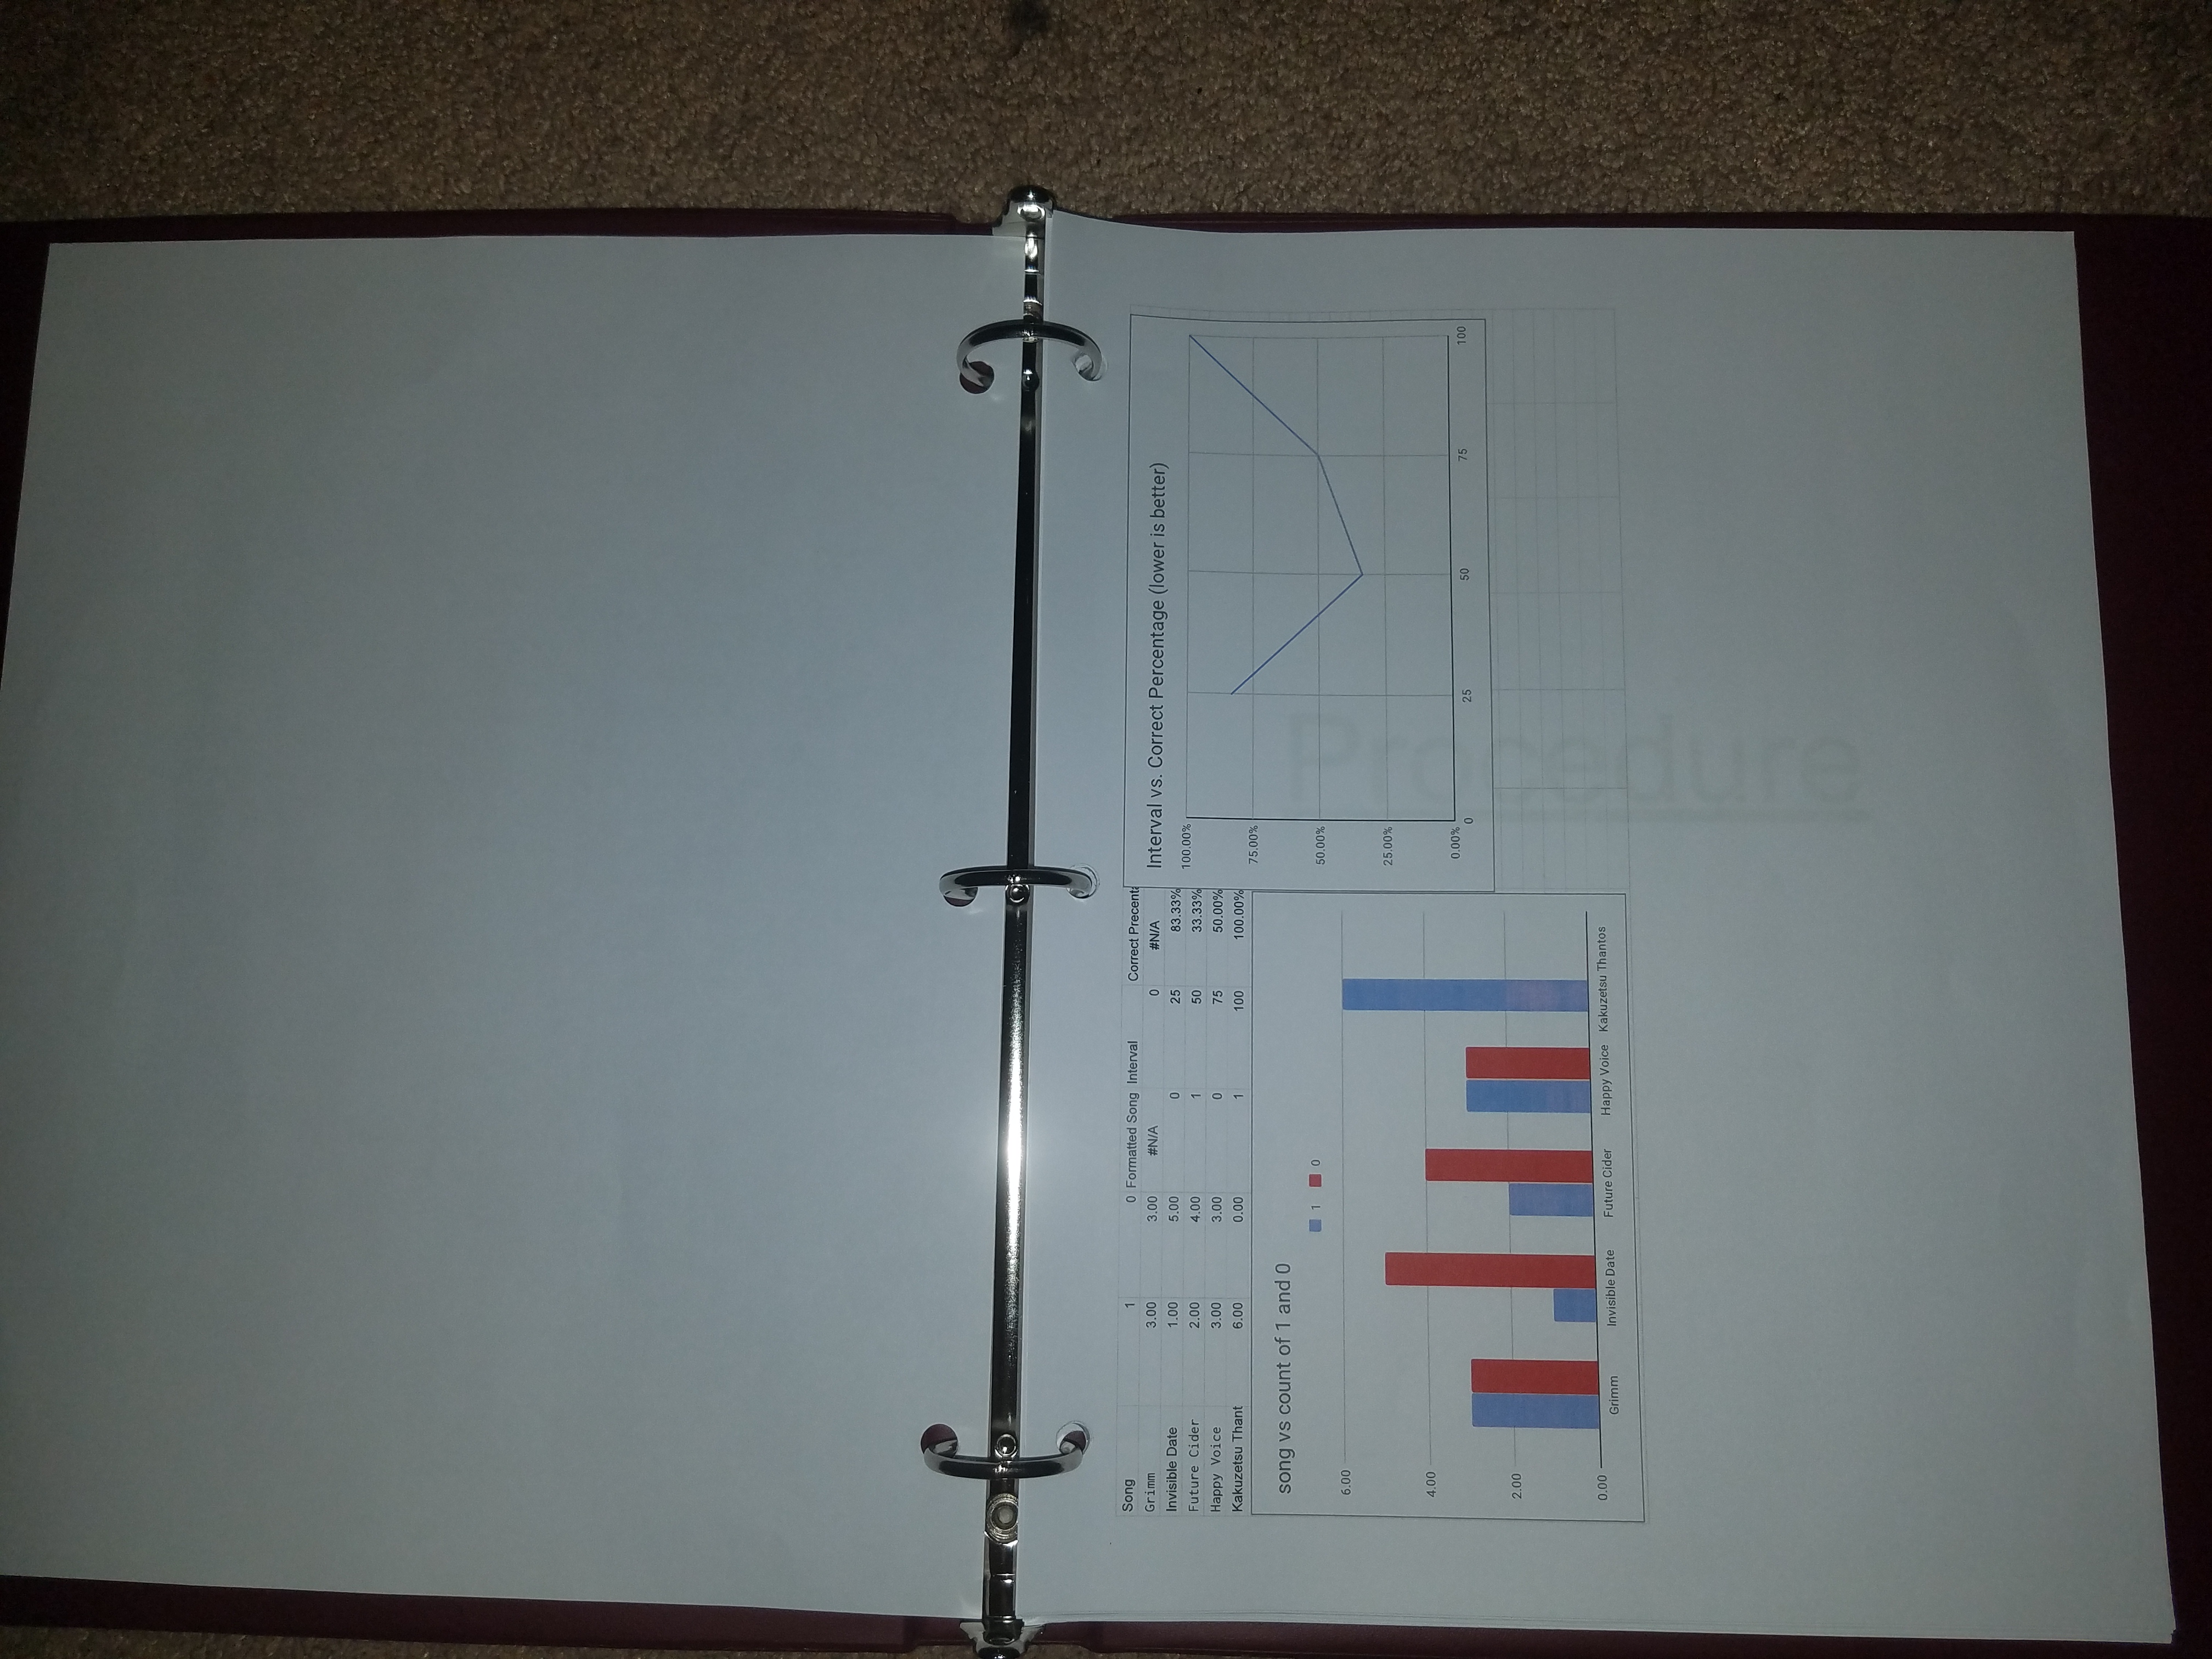 Song 1 0 Formatted Song Interval Correct Precenta
Grimm 3.00 3.00 #N/A 0 #N/A
Invisible Date 1.00 5.00 0 25 83.33%
Future Cider 2.00 4.00 1 50 33.33%
Happy Voice 3.00 3.00 0 75 50.00%
Kakuzetsu Thant 6.00 0.00 1 100 100.00%
song vs count of 1 and 0
1 0
6.00
4.00
2.00
0.00
Grimm Invisible Date Future Cider Happy Voice Kakuzetsu Thantos
Interval vs. Correct Percentage (lower is better)
100.00%
75.00%
50.00%
25.00%
0.00%
0 25 50 75 100
Procedure